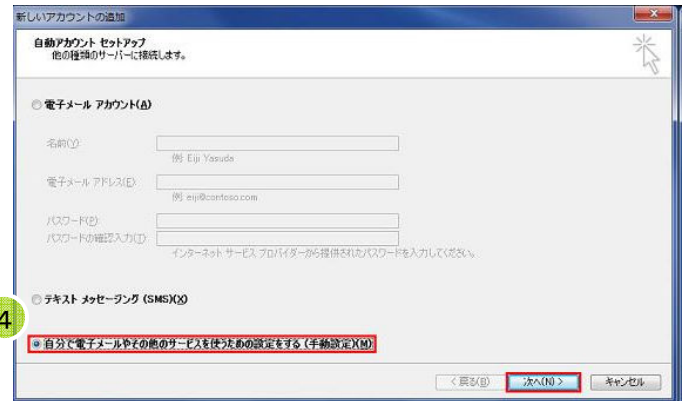 新しいアカウントの追加
自動アカウント セットアップ
他の種類のサーバーに接続します。
電子メール アカウント(A)
名前(Y)
例: Eiji Yasuda
電子メール アドレス(E)
例: eiji@contoso.com
パスワード(P)
パスワードの確認入力(T)
インターネット サービス プロバイダーから提供されたパスワードを入力してください。
テキスト メッセージング (SMS)(X)
4
自分で電子メールやその他のサービスを使うための設定をする (手動設定)(M)
< 戻る(B)
次へ(N) >
キャンセル